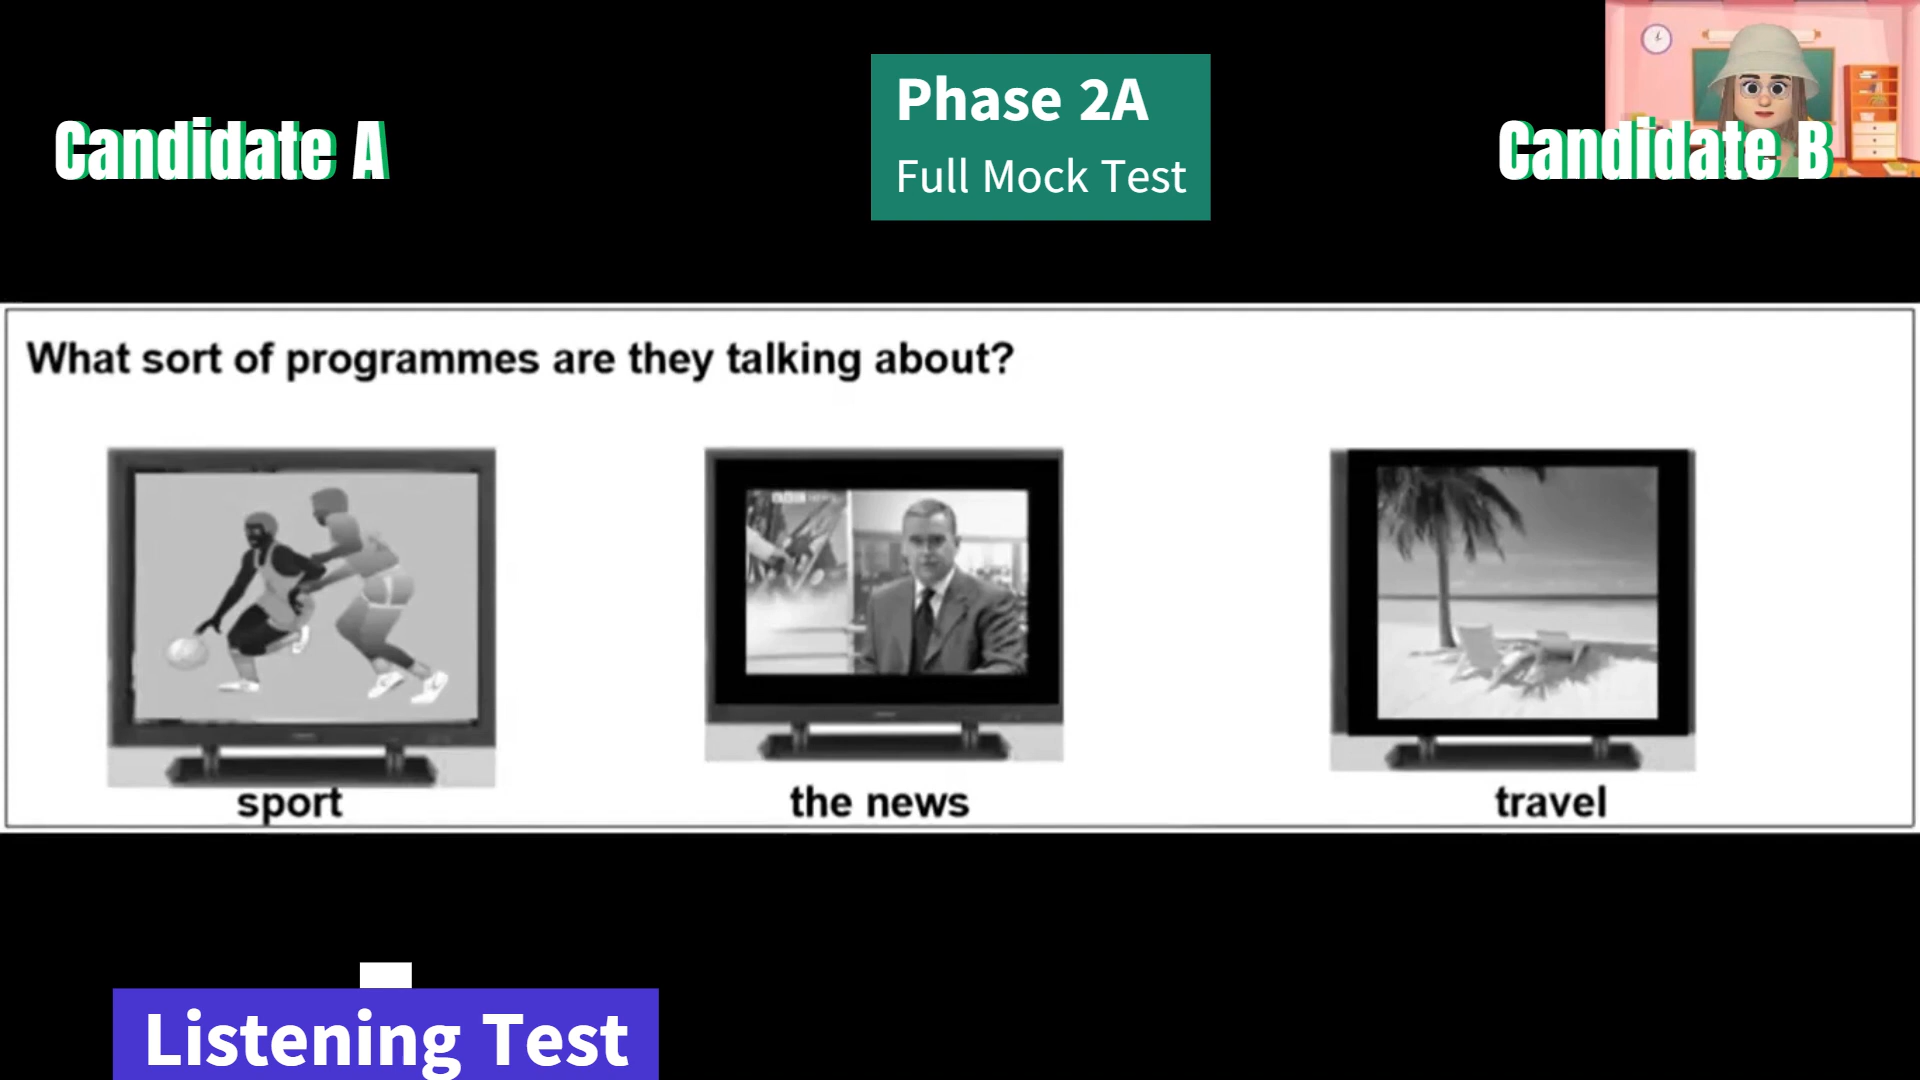 Phase 2A
Full Mock Test
Candidate A
Candidate B
What sort of programmes are they talking about?
sport
the news
travel
Listening Test